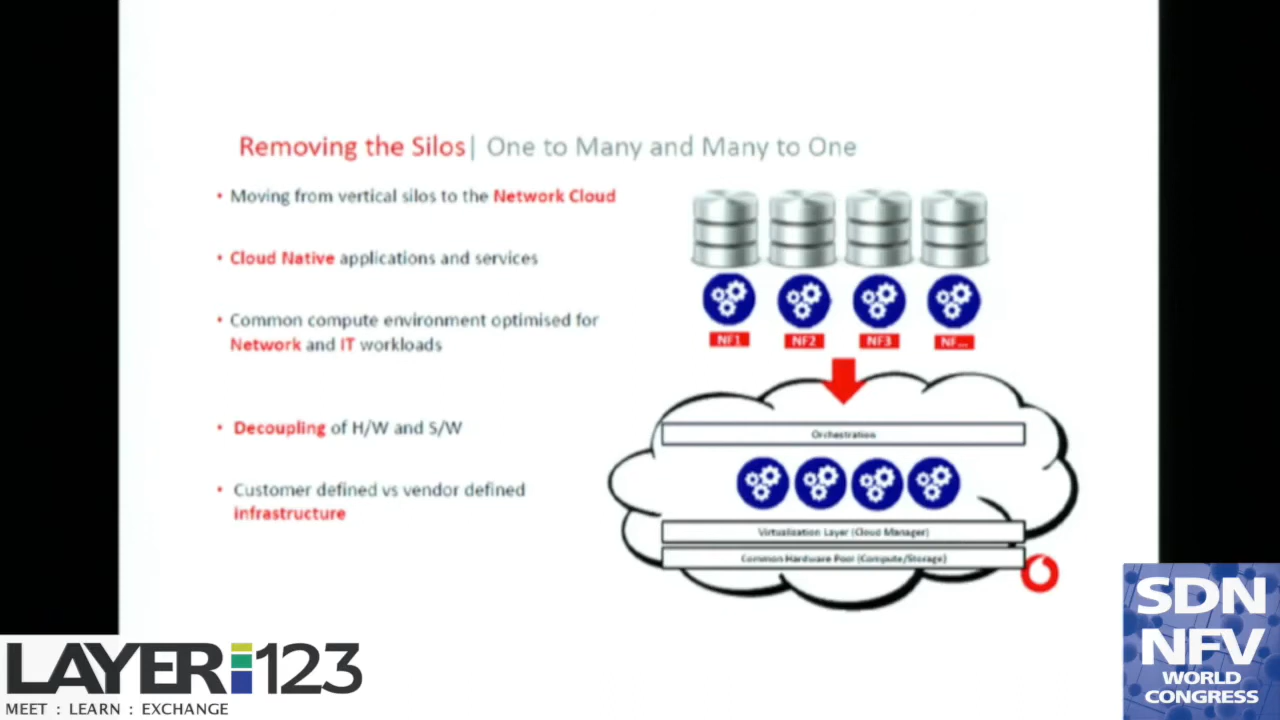 Removing the Silos| One to Many and Many to One
• Moving from vertical silos to the Network Cloud
• Cloud Native applications and services
• Common compute environment optimised for
Network and IT workloads
• Decoupling of H/W and S/W
• Customer defined vs vendor defined
infrastructure
NF1 NF2 NF3 NF...
Orchestration
Virtualisation Layer (Cloud Manager)
Common Hardware Pool (Compute/Storage)
LAYER123
MEET : LEARN : EXCHANGE
SDN
NFV
WORLD
CONGRESS